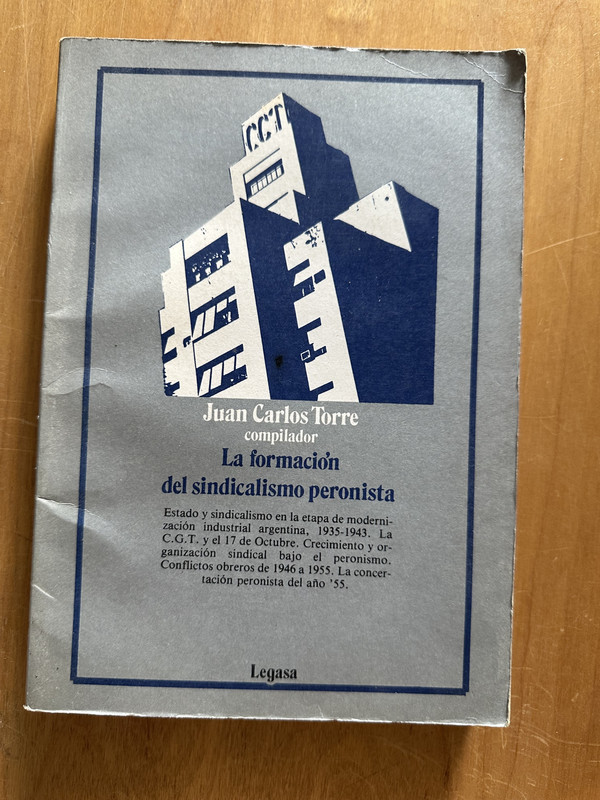 CGT
Juan Carlos Torre
compilador
La formación
del sindicalismo peronista
Estado y sindicalismo en la etapa de moderni-
zación industrial argentina, 1935-1943. La
C.G.T. y el 17 de Octubre. Crecimiento y or-
ganización sindical bajo el peronismo.
Conflictos obreros de 1946 a 1955. La concer-
tación peronista del año '55.
Legasa